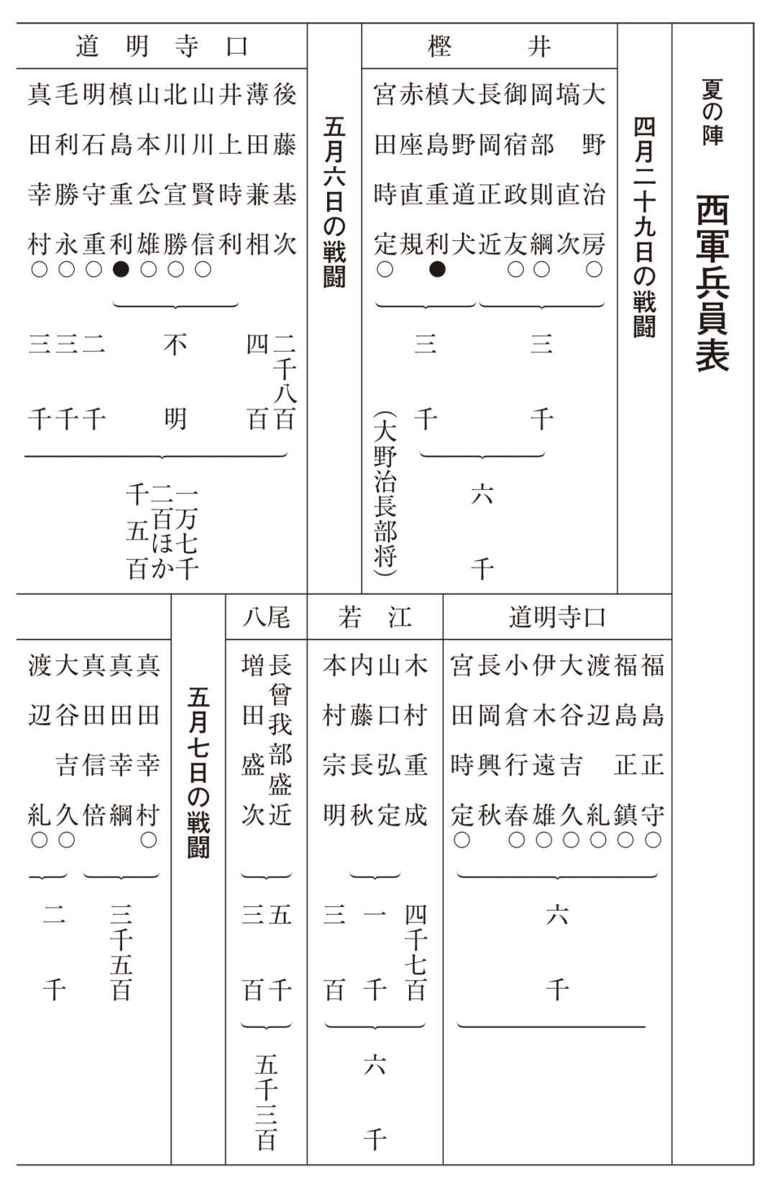 夏の陣　西軍兵員表
四月二十九日の戦闘
樫井
大野治房○
塙直次
岡部則綱○
御宿政友○
長岡正近
三千
大野道犬
槙島重利●
赤座直規
宮田時定○
三千
六千
（大野治長部将）
五月六日の戦闘
道明寺口
後藤基次
二千八百
薄田兼相
四百
井上時利
山川賢信○
北川宣勝○
山本公雄○
槙島重利●
不明
明石守重○
二千
毛利勝永○
三千
真田幸村○
三千
一万七千
二百ほか
千五百
道明寺口
福島正守○
福島正鎮○
渡辺糺○
大谷吉久○
伊木遠雄○
小倉行春○
長岡興秋
宮田時定○
六千
若江
木村重成
四千七百
山口弘定
内藤長秋
一千
本村宗明
三百
六千
八尾
長曾我部盛近
五千
増田盛次
三百
五千三百
五月七日の戦闘
真田幸村○
真田幸綱
真田信倍
三千五百
大谷吉久○
渡辺糺○
二千